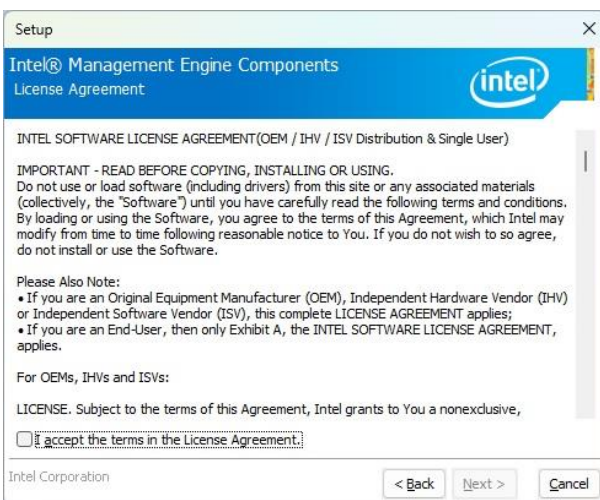 Setup
Intel® Management Engine Components
License Agreement
intel
INTEL SOFTWARE LICENSE AGREEMENT(OEM / IHV / ISV Distribution & Single User)
IMPORTANT - READ BEFORE COPYING, INSTALLING OR USING.
Do not use or load software (including drivers) from this site or any associated materials
(collectively, the "Software") until you have carefully read the following terms and conditions.
By loading or using the Software, you agree to the terms of this Agreement, which Intel may
modify from time to time following reasonable notice to You. If you do not wish to so agree,
do not install or use the Software.
Please Also Note:
• If you are an Original Equipment Manufacturer (OEM), Independent Hardware Vendor (IHV)
or Independent Software Vendor (ISV), this complete LICENSE AGREEMENT applies;
• If you are an End-User, then only Exhibit A, the INTEL SOFTWARE LICENSE AGREEMENT,
applies.
For OEMs, IHVs and ISVs:
LICENSE. Subject to the terms of this Agreement, Intel grants to You a nonexclusive,
I accept the terms in the License Agreement.
Intel Corporation
< Back Next > Cancel